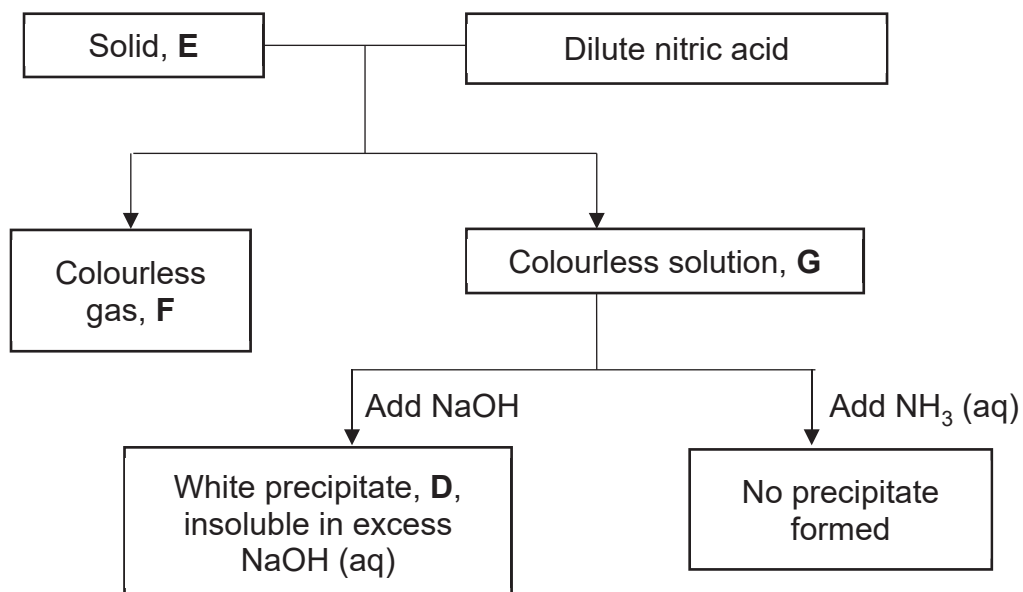 Solid, E
Dilute nitric acid
Colourless
gas, F
Colourless solution, G
Add NaOH
Add NH₃ (aq)
White precipitate, D,
insoluble in excess
NaOH (aq)
No precipitate
formed